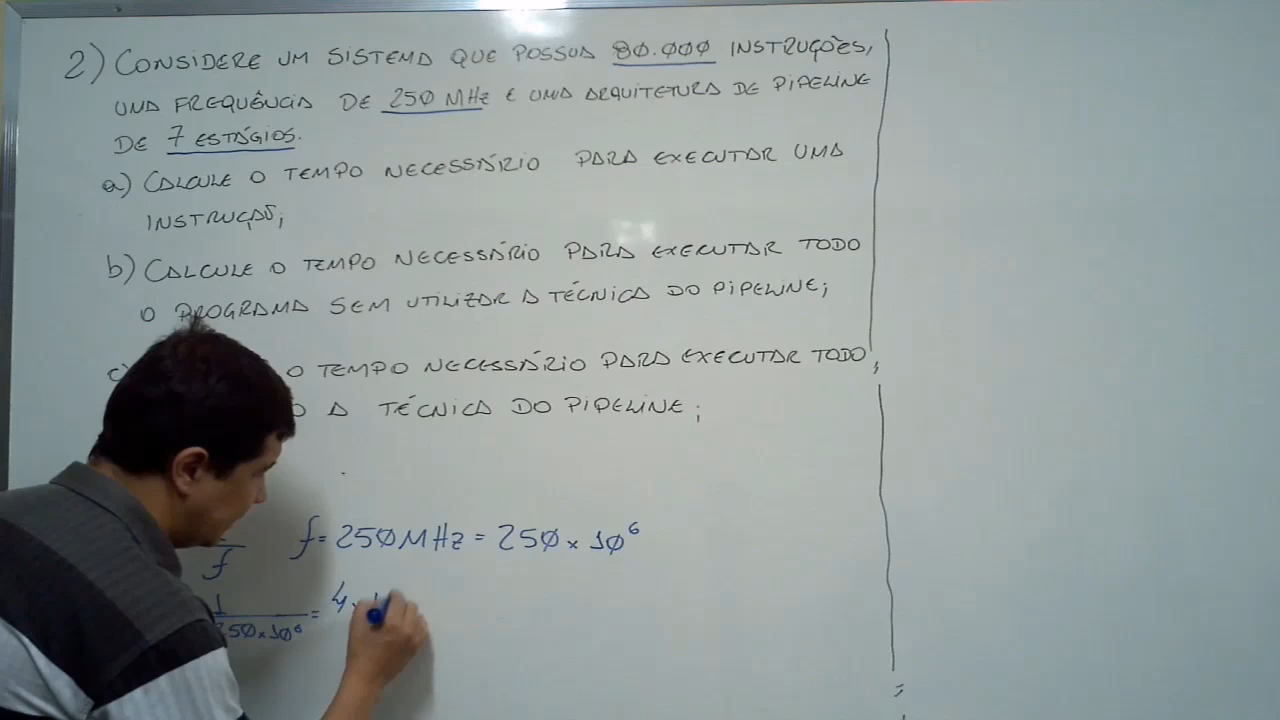 2) CONSIDERE UM SISTEMA QUE POSSUA 80.000 INSTRUÇÕES,
UMA FREQUÊNCIA DE 250 MHz E UMA ARQUITETURA DE PIPELINE
DE 7 ESTÁGIOS.
a) CALCULE O TEMPO NECESSÁRIO PARA EXECUTAR UMA
INSTRUÇÃO;
b) CALCULE O TEMPO NECESSÁRIO PARA EXECUTAR TODO
O PROGRAMA SEM UTILIZAR A TÉCNICA DO PIPELINE;
c) O TEMPO NECESSÁRIO PARA EXECUTAR TODO
O A TÉCNICA DO PIPELINE;
f f = 250 MHz = 250 × 10⁶
1
250 × 10⁶ = 4 ×